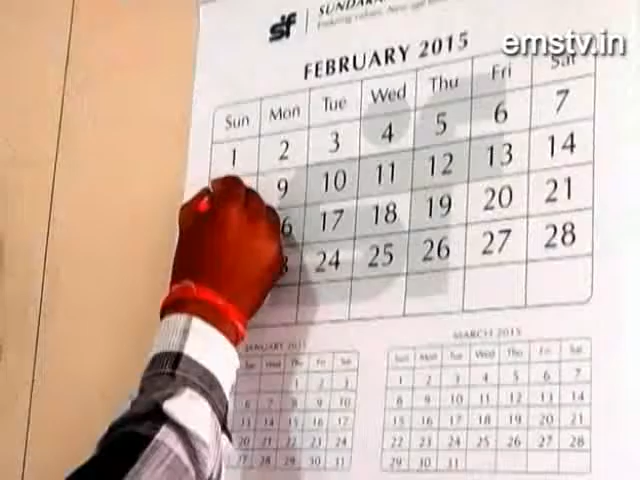 sf SUNDARA
emstv.in
FEBRUARY 2015
Sun Mon Tue Wed Thu Fri Sat
1 2 3 4 5 6 7
9 10 11 12 13 14
6 17 18 19 20 21
24 25 26 27 28
JANUARY MARCH 2015
Tue Wed Thu Fri Sat Sun Mon Tue Wed Thu Fri Sat
1 2 3 1 2 3 4 5 6 7
6 7 8 9 10 8 9 10 11 12 13 14
13 14 15 16 17 15 16 17 18 19 20 21
20 21 22 23 24 22 23 24 25 26 27 28
27 28 29 30 31 29 30 31